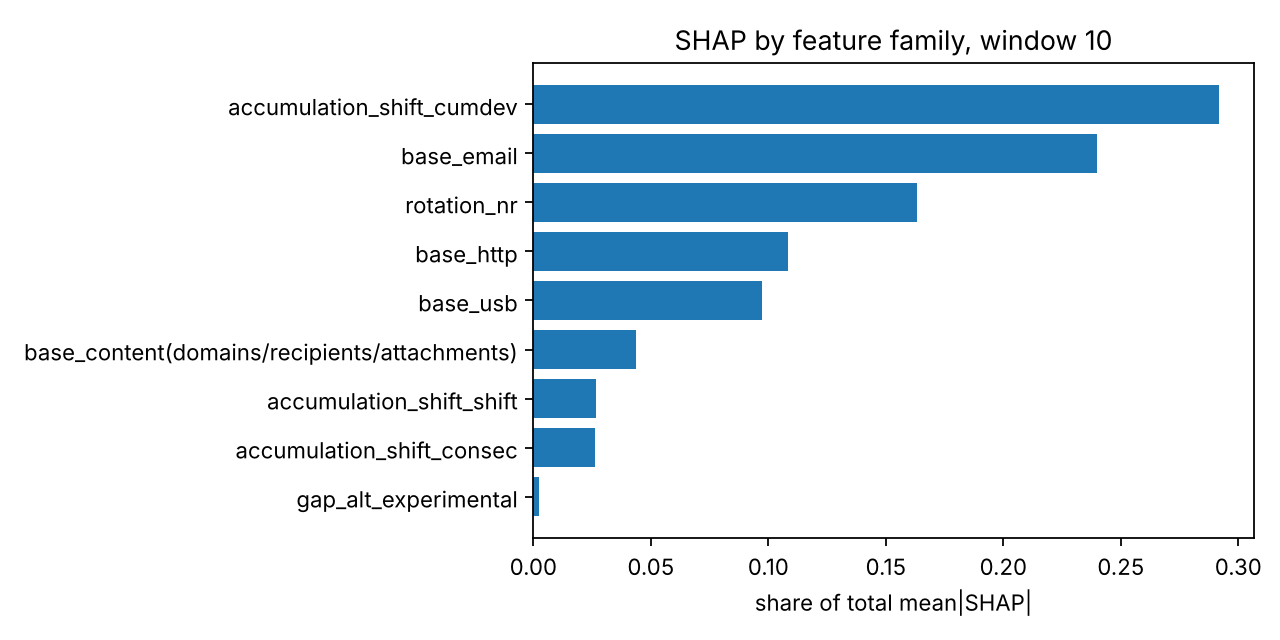 SHAP by feature family, window 10
accumulation_shift_cumdev
base_email
rotation_nr
base_http
base_usb
base_content(domains/recipients/attachments)
accumulation_shift_shift
accumulation_shift_consec
gap_alt_experimental
0.00 0.05 0.10 0.15 0.20 0.25 0.30
share of total mean|SHAP|